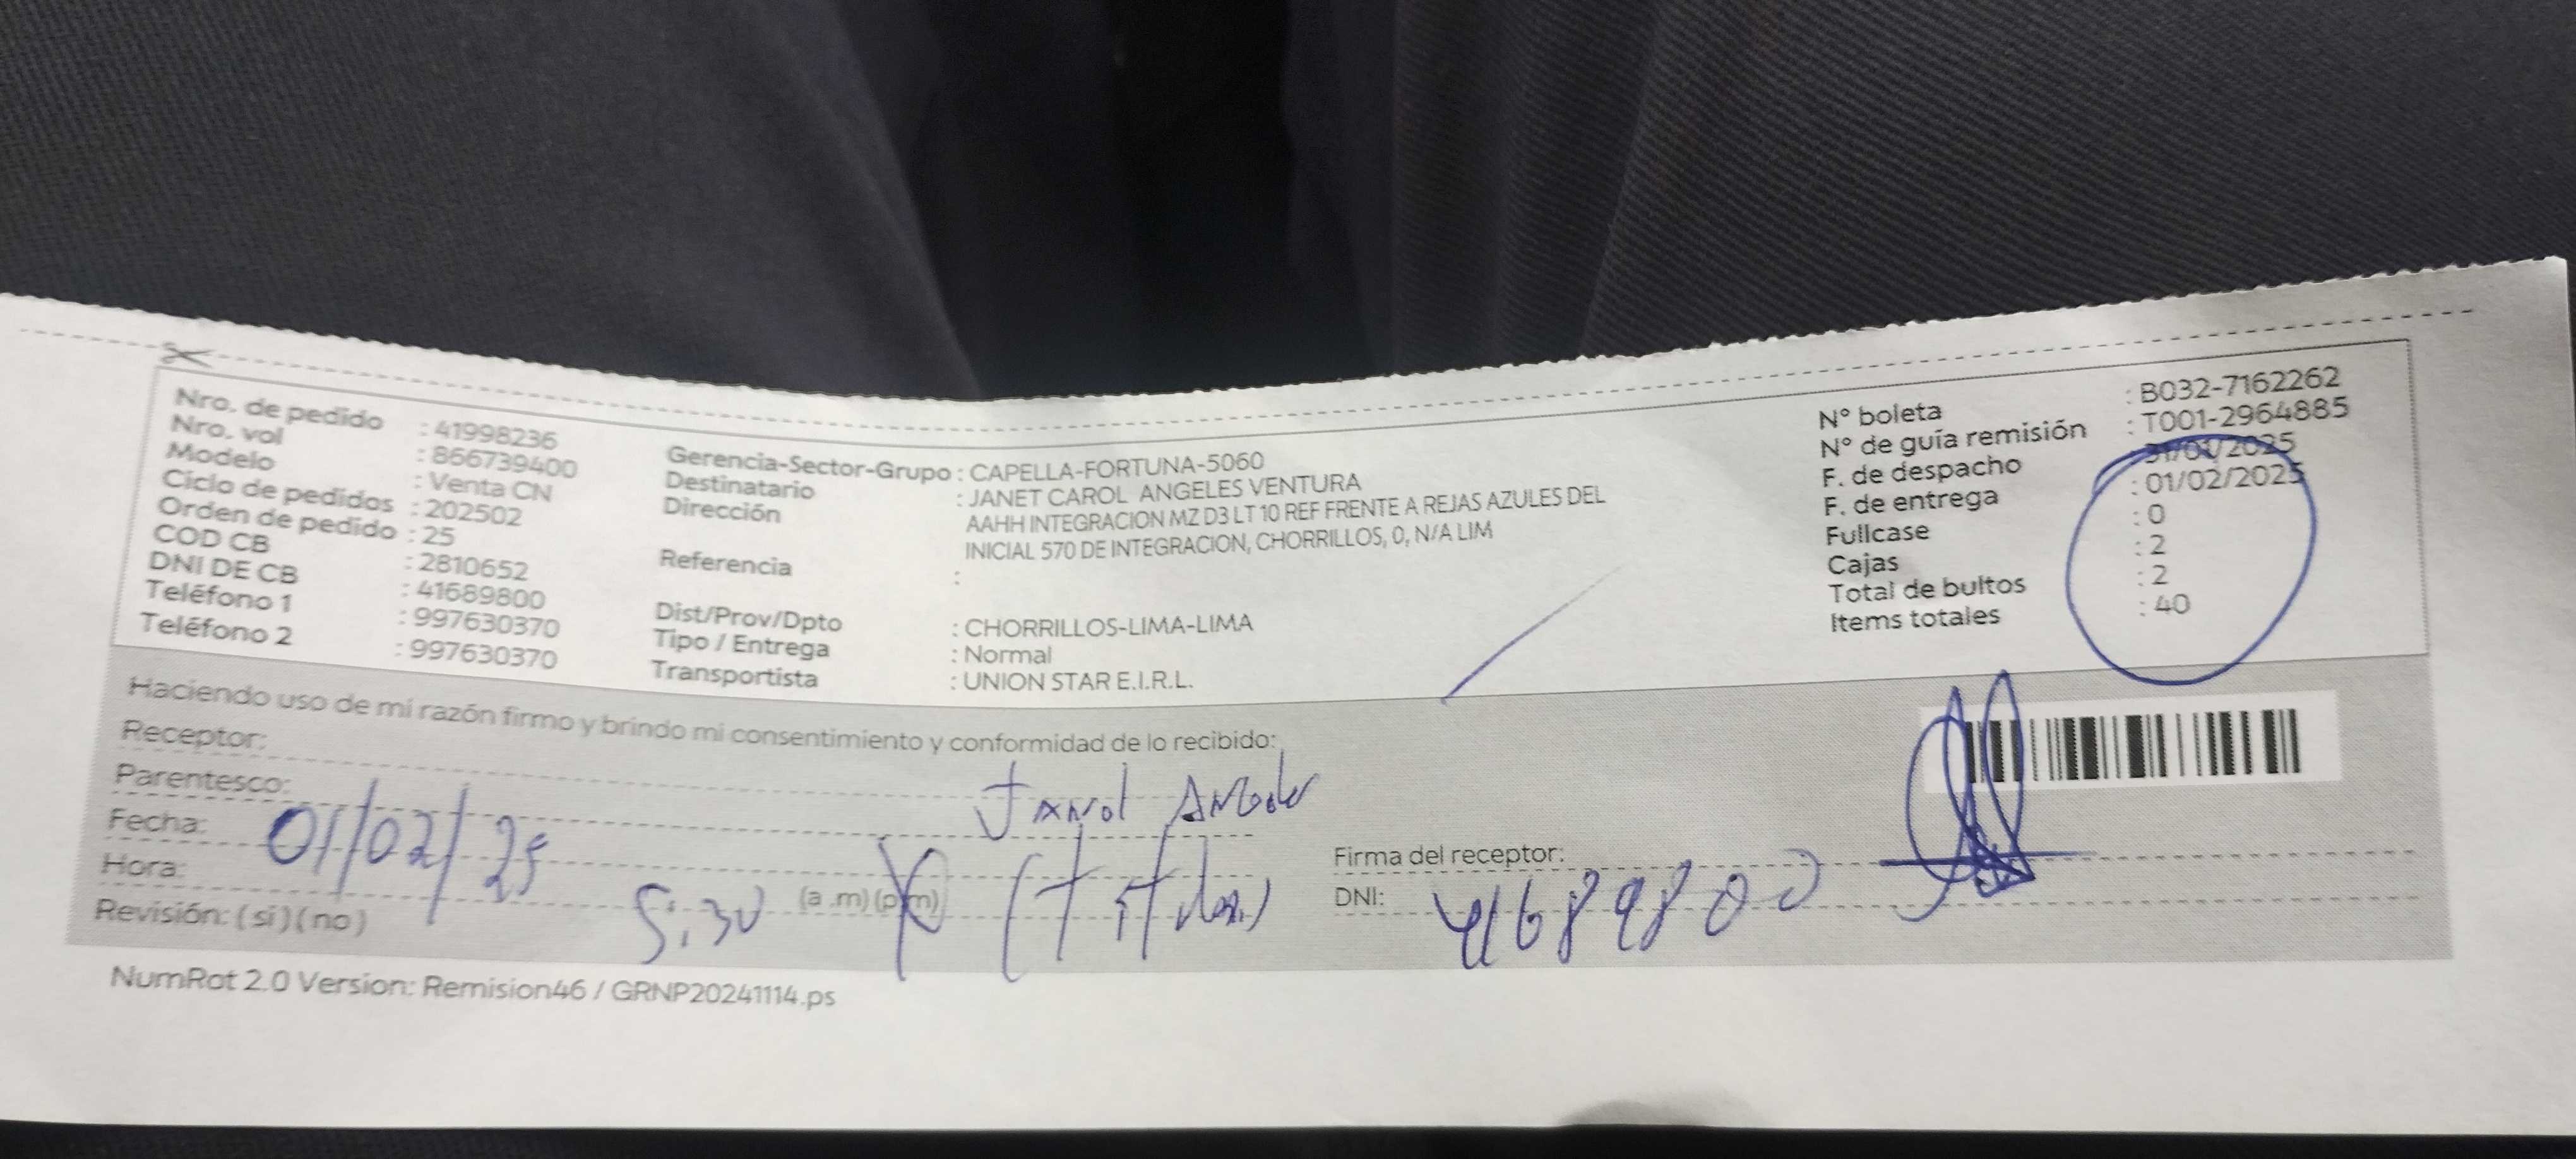 Nro. de pedido : 41998236
Nro. vol : 866739400
Modelo : Venta CN
Ciclo de pedidos : 202502
Orden de pedido : 25
COD CB : 2810652
DNI DE CB : 41689800
Teléfono 1 : 997630370
Teléfono 2 : 997630370
Gerencia-Sector-Grupo : CAPELLA-FORTUNA-5060
Destinatario : JANET CAROL ANGELES VENTURA
Dirección AAHH INTEGRACION MZ D3 LT 10 REF FRENTE A REJAS AZULES DEL
INICIAL 570 DE INTEGRACION, CHORRILLOS, 0, N/A LIM
Referencia :
Dist/Prov/Dpto : CHORRILLOS-LIMA-LIMA
Tipo / Entrega : Normal
Transportista : UNION STAR E.I.R.L.
N° boleta : B032-7162262
N° de guía remisión : T001-2964885
F. de despacho 31/01/2025
F. de entrega : 01/02/2025
Fullcase : 0
Cajas : 2
Total de bultos : 2
Items totales : 40
Haciendo uso de mi razón firmo y brindo mi consentimiento y conformidad de lo recibido:
Receptor:
Parentesco:
Fecha: 01/02/25
Hora: 5:30 (a .m) (p.m)
Revisión: ( si ) ( no )
Firma del receptor:
DNI: 41689800
NumRot 2.0 Version: Remision46 / GRNP20241114.ps